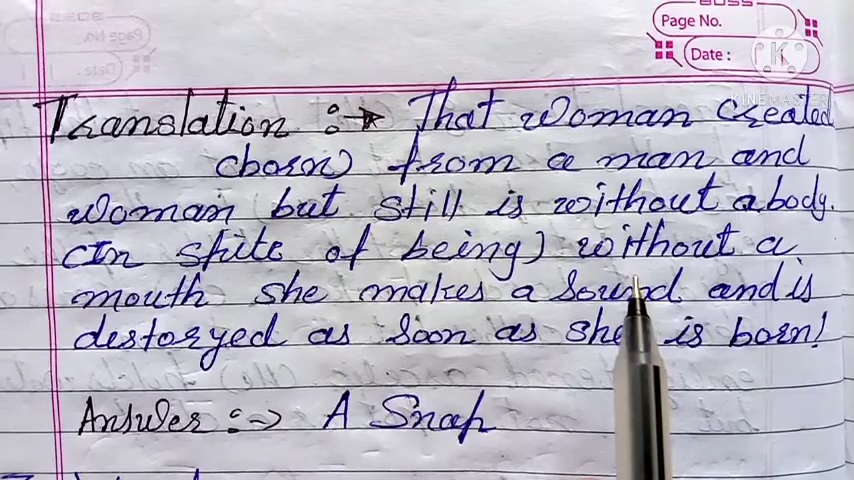 Page No.
Date :
KINEMASTER
Translation :→ That woman created
(born) from a man and
woman but still is without a body.
(In spite of being) without a
mouth she makes a sound and is
destoryed as soon as she is born!
Answer :→ A Snap